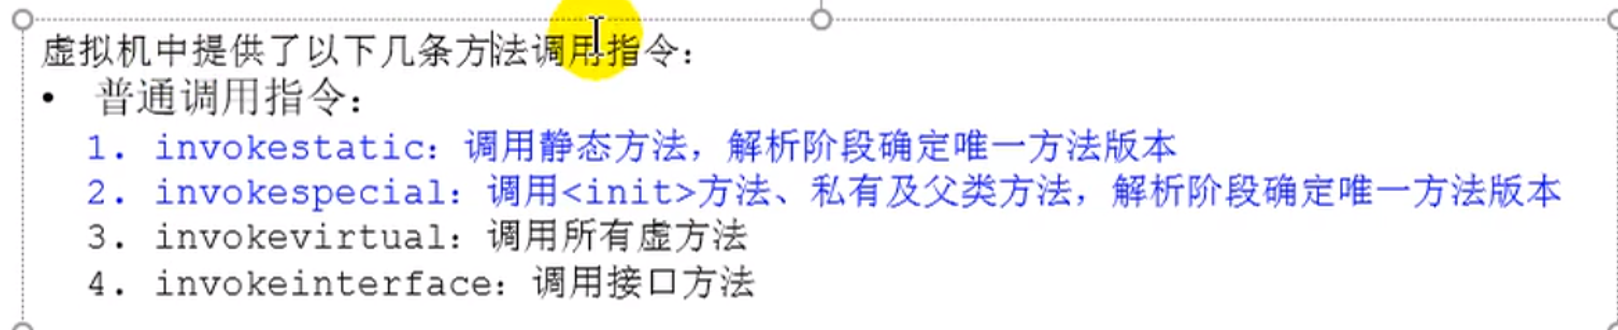 虚拟机中提供了以下几条方法调用指令：
• 普通调用指令：
1. invokestatic：调用静态方法，解析阶段确定唯一方法版本
2. invokespecial：调用<init>方法、私有及父类方法，解析阶段确定唯一方法版本
3. invokevirtual：调用所有虚方法
4. invokeinterface：调用接口方法